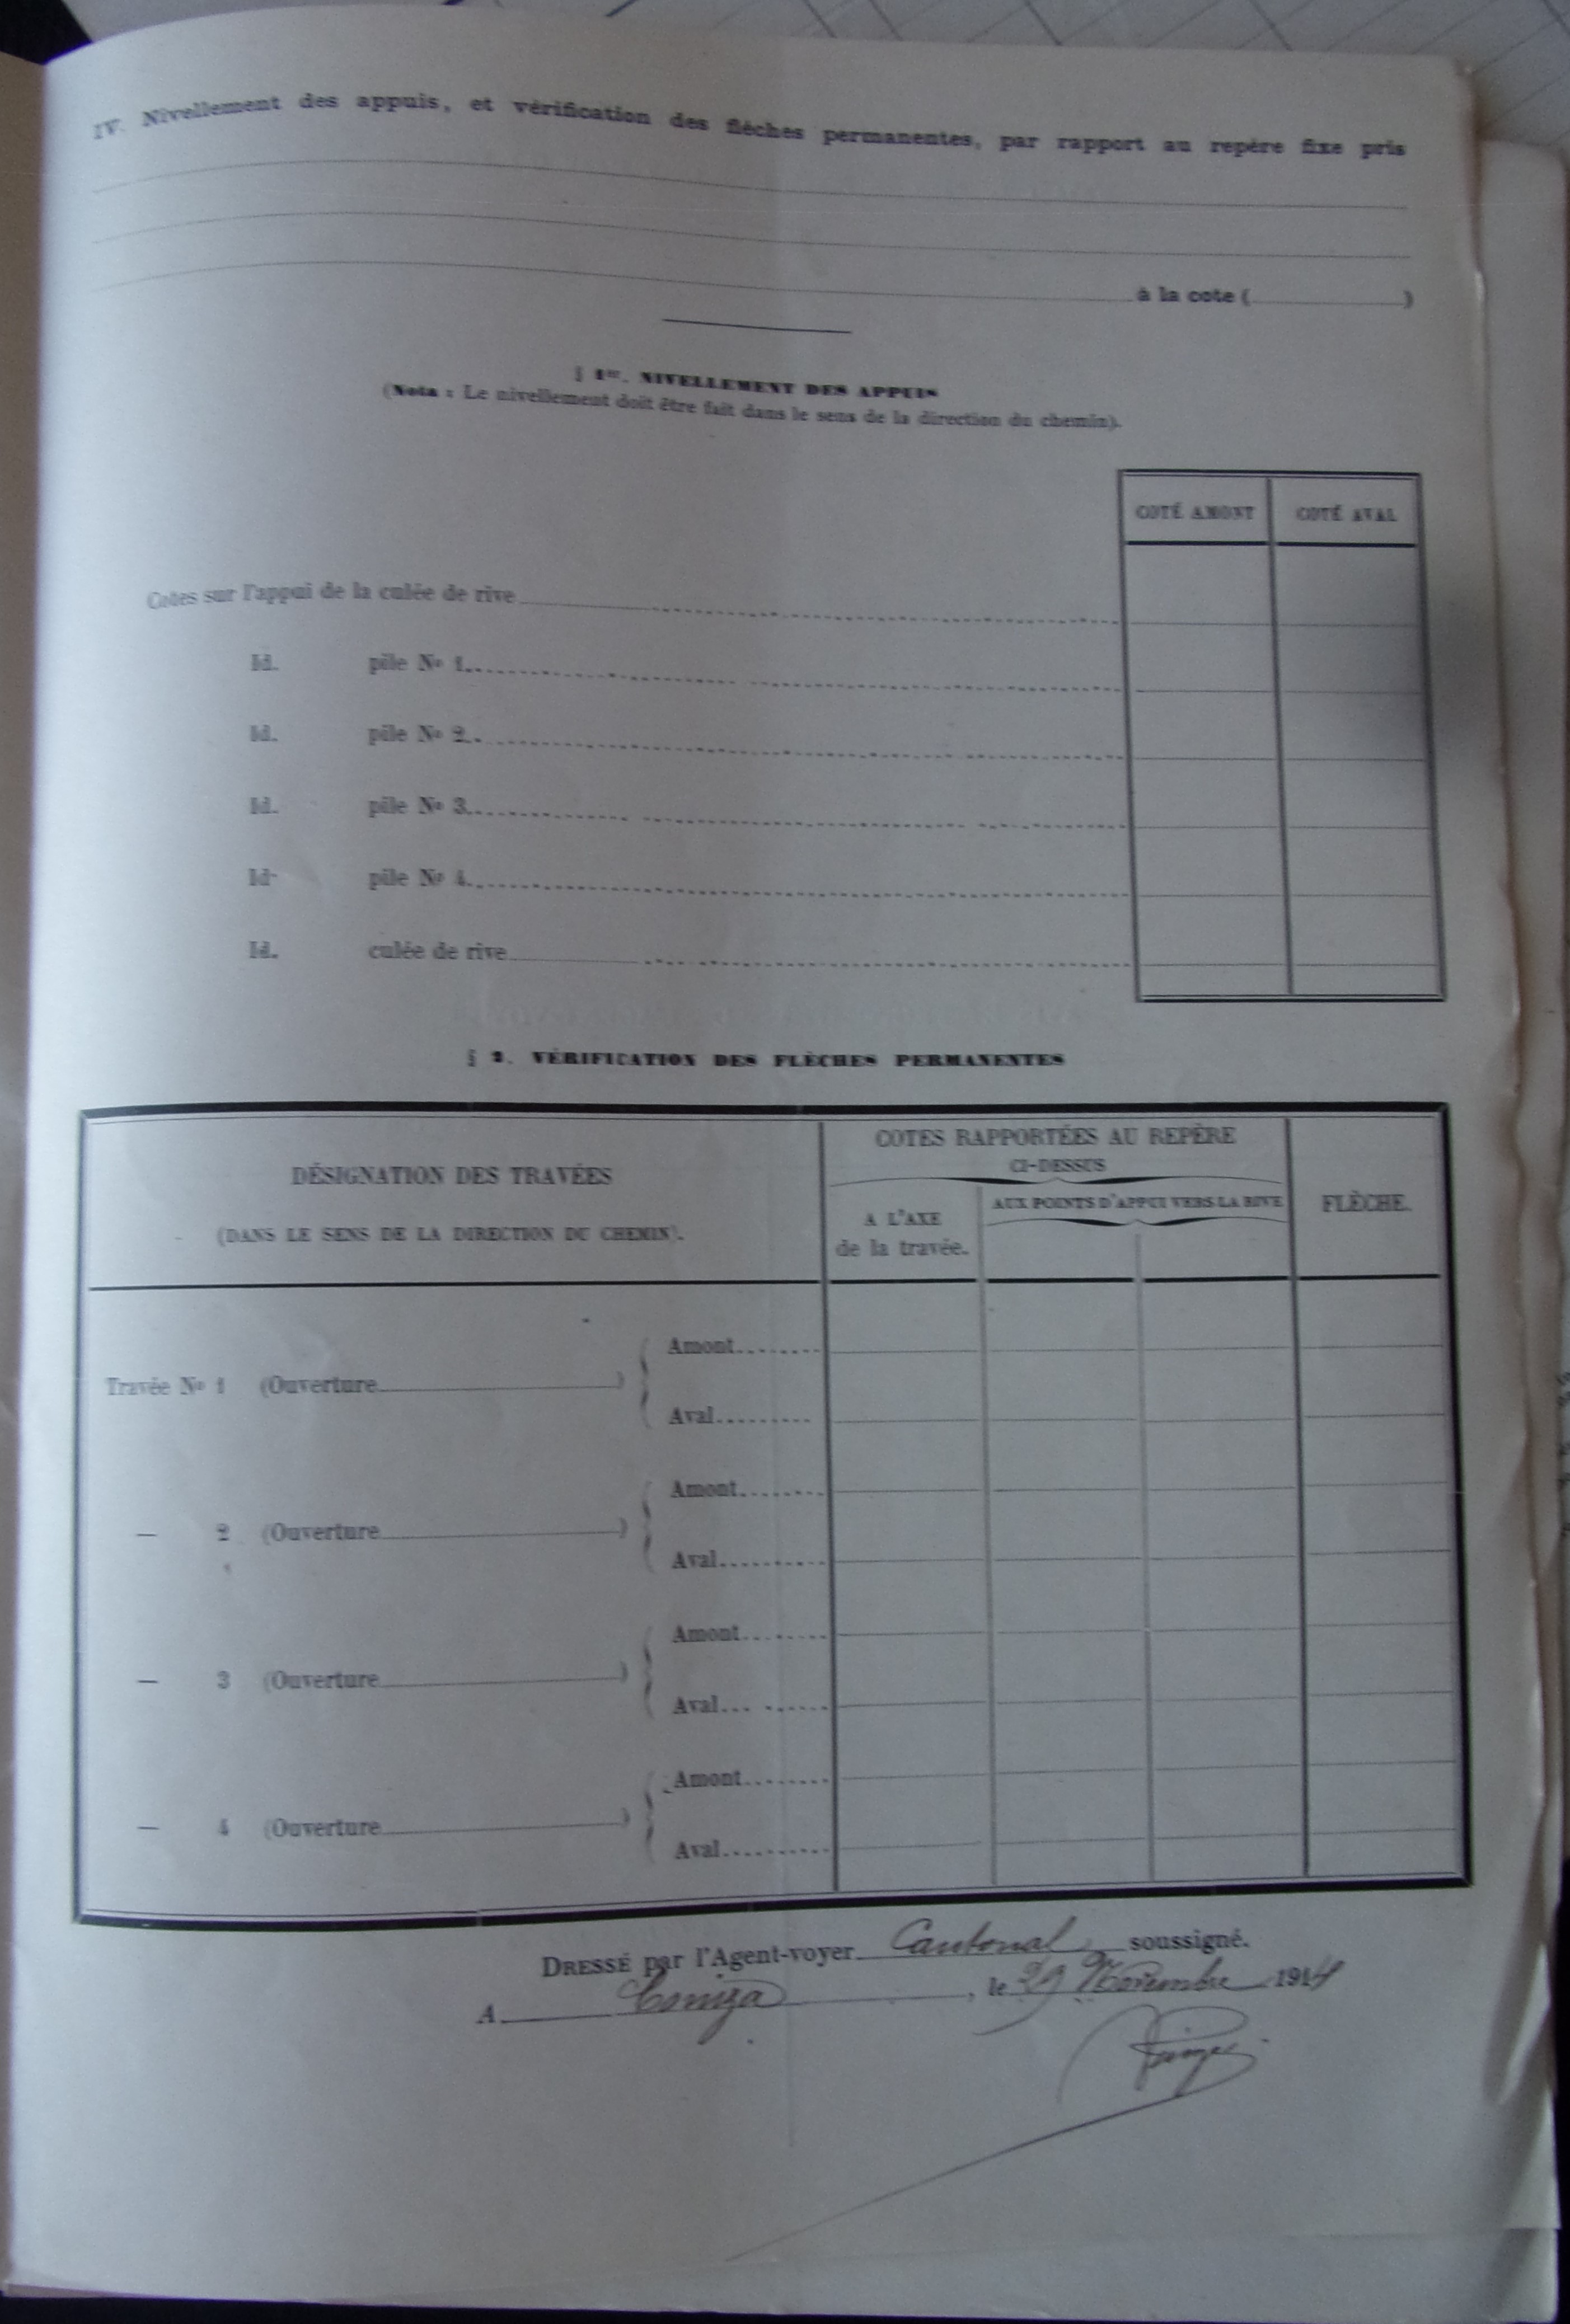 IV. Nivellement des appuis, et vérification des flèches permanentes, par rapport au repère fixe pris
à la cote ( )
§ 1er. NIVELLEMENT DES APPUIS
(Nota : Le nivellement doit être fait dans le sens de la direction du chemin).
COTÉ AMONT COTÉ AVAL
Cotes sur l'appui de la culée de rive
Id. pile No 1
Id. pile No 2
Id. pile No 3
Id. pile No 4
Id. culée de rive
§ 2. VÉRIFICATION DES FLÈCHES PERMANENTES
DÉSIGNATION DES TRAVÉES
(DANS LE SENS DE LA DIRECTION DU CHEMIN).
COTES RAPPORTÉES AU REPÈRE
CI-DESSUS
A L'AXE
de la travée.
AUX POINTS D'APPUI VERS LA RIVE
FLÈCHE.
Travée No 1 (Ouverture )
Amont
Aval
— 2 (Ouverture )
Amont
Aval
— 3 (Ouverture )
Amont
Aval
— 4 (Ouverture )
Amont
Aval
DRESSÉ par l'Agent-voyer Cantonal soussigné.
A Couiza, le 29 Novembre 1914